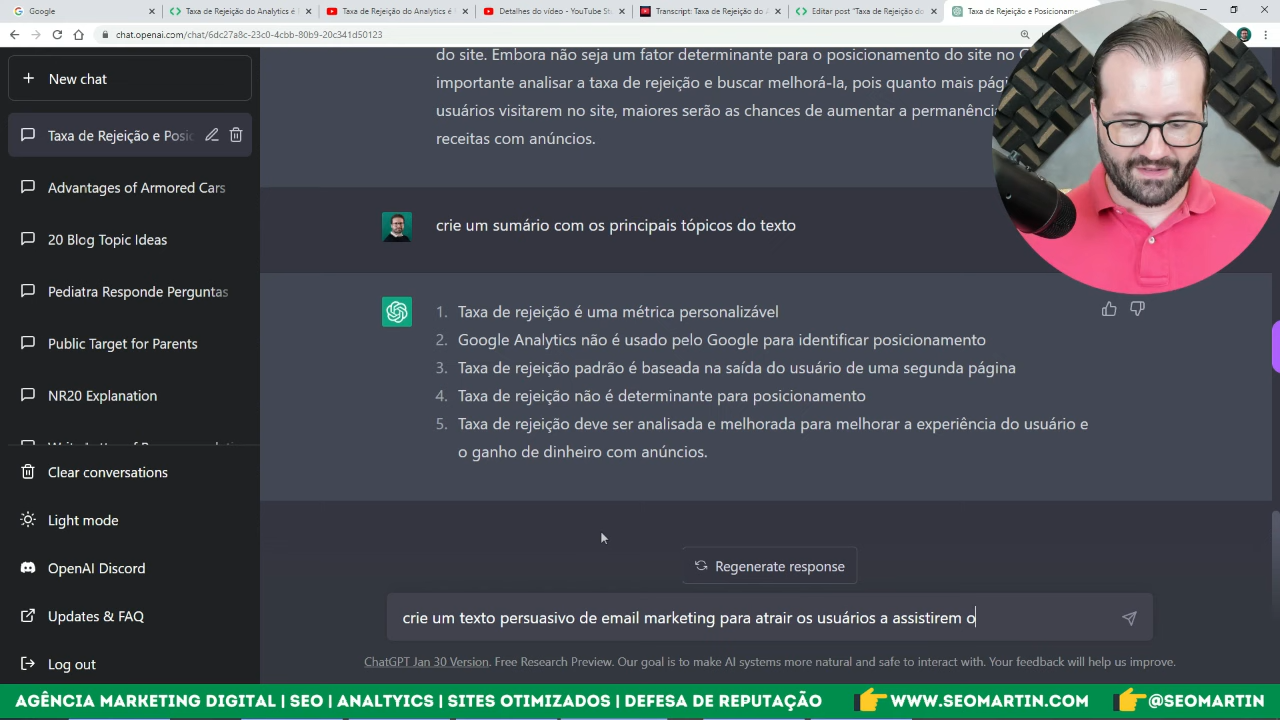 Google
Taxa de Rejeição do Analytics é
Taxa de Rejeição do Analytics é
Detalhes do vídeo - YouTube St
Transcript: Taxa de Rejeição do A
Editar post "Taxa de Rejeição do
Taxa de Rejeição e Posicioname
chat.openai.com/chat/6dc27a8c-23c0-4cbb-80b9-20c341d50123
New chat
Taxa de Rejeição e Posic
Advantages of Armored Cars
20 Blog Topic Ideas
Pediatra Responde Perguntas
Public Target for Parents
NR20 Explanation
Clear conversations
Light mode
OpenAI Discord
Updates & FAQ
Log out
do site. Embora não seja um fator determinante para o posicionamento do site no
importante analisar a taxa de rejeição e buscar melhorá-la, pois quanto mais pági
usuários visitarem no site, maiores serão as chances de aumentar a permanência
receitas com anúncios.
crie um sumário com os principais tópicos do texto
1. Taxa de rejeição é uma métrica personalizável
2. Google Analytics não é usado pelo Google para identificar posicionamento
3. Taxa de rejeição padrão é baseada na saída do usuário de uma segunda página
4. Taxa de rejeição não é determinante para posicionamento
5. Taxa de rejeição deve ser analisada e melhorada para melhorar a experiência do usuário e
o ganho de dinheiro com anúncios.
Regenerate response
crie um texto persuasivo de email marketing para atrair os usuários a assistirem o
ChatGPT Jan 30 Version. Free Research Preview. Our goal is to make AI systems more natural and safe to interact with. Your feedback will help us improve.
AGÊNCIA MARKETING DIGITAL | SEO | ANALTYICS | SITES OTIMIZADOS | DEFESA DE REPUTAÇÃO
WWW.SEOMARTIN.COM
@SEOMARTIN